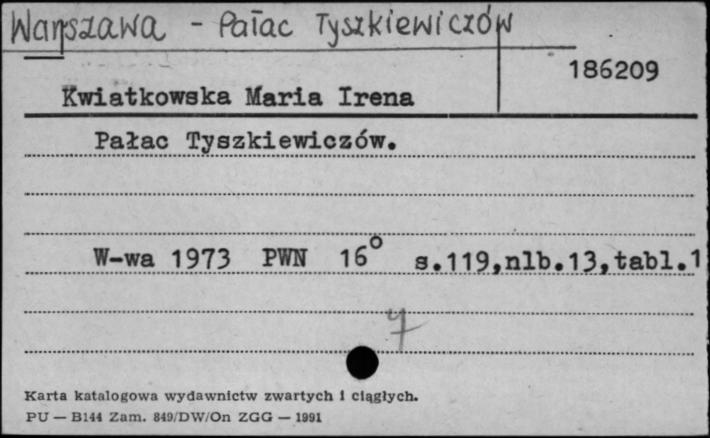 Warszawa - Pałac Tyszkiewiczów
186209
Kwiatkowska Maria Irena
Pałac Tyszkiewiczów.
W-wa 1973 PWN 16° s.119,nlb.13,tabl.1
4
Karta katalogowa wydawnictw zwartych i ciągłych.
PU — B144 Zam. 849/DW/On ZGG — 1991